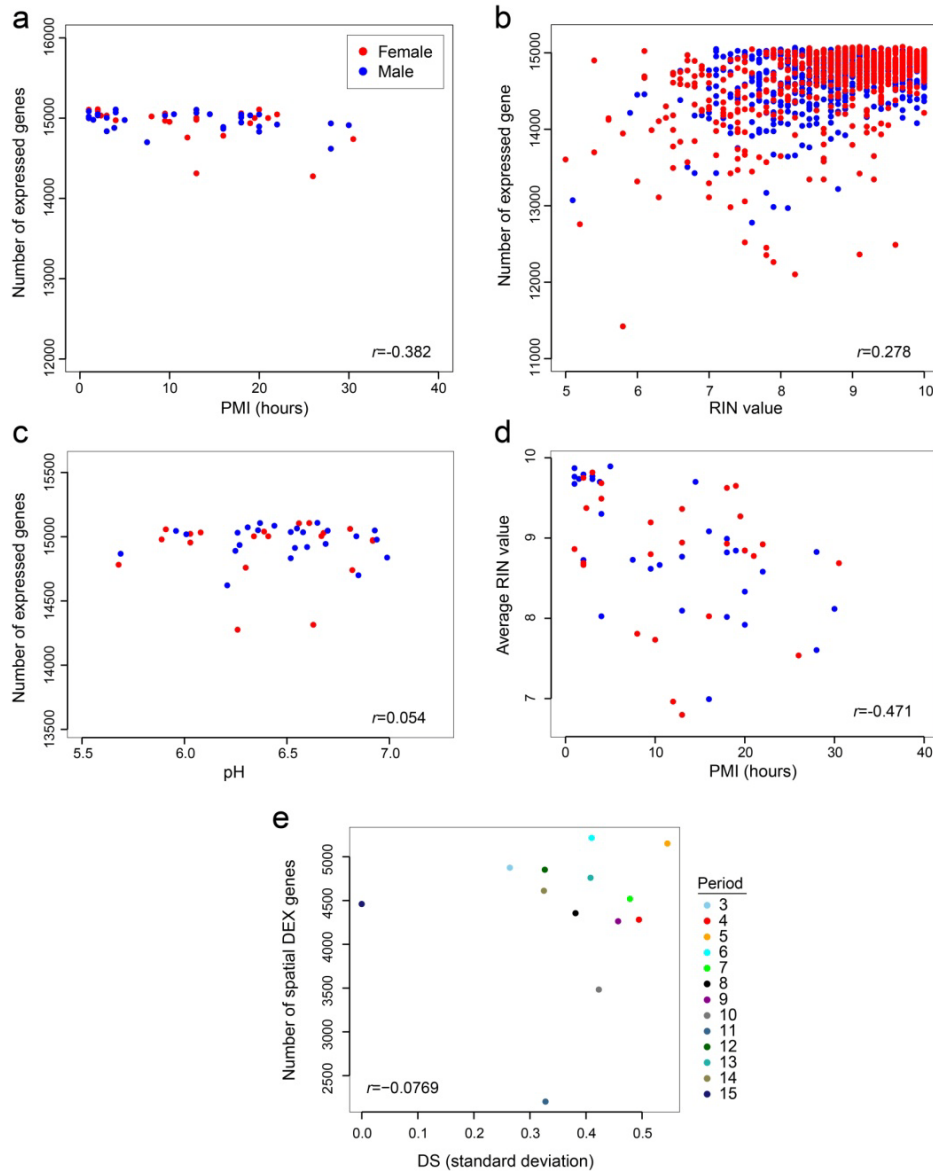 a
Number of expressed genes
16000
15000
14000
13000
12000
Female
Male
r=-0.382
0 10 20 30 40
PMI (hours)
b
Number of expressed gene
15000
14000
13000
12000
11000
r=0.278
5 6 7 8 9 10
RIN value
c
Number of expressed genes
15500
15000
14500
14000
13500
r=0.054
5.5 6.0 6.5 7.0
pH
d
Average RIN value
10
9
8
7
r=-0.471
0 10 20 30 40
PMI (hours)
e
Number of spatial DEX genes
5000
4500
4000
3500
3000
2500
r=−0.0769
0.0 0.1 0.2 0.3 0.4 0.5
DS (standard deviation)
Period
3
4
5
6
7
8
9
10
11
12
13
14
15